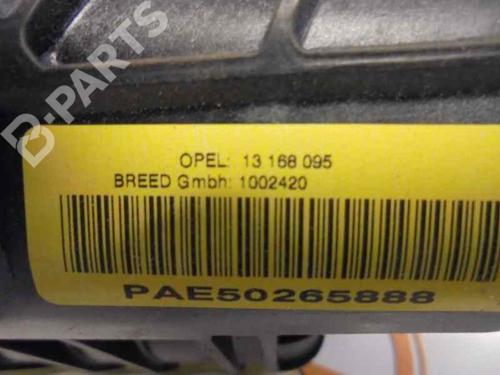 B-PARTS
OPEL: 13 168 095
BREED Gmbh: 1002420
PAE50265888